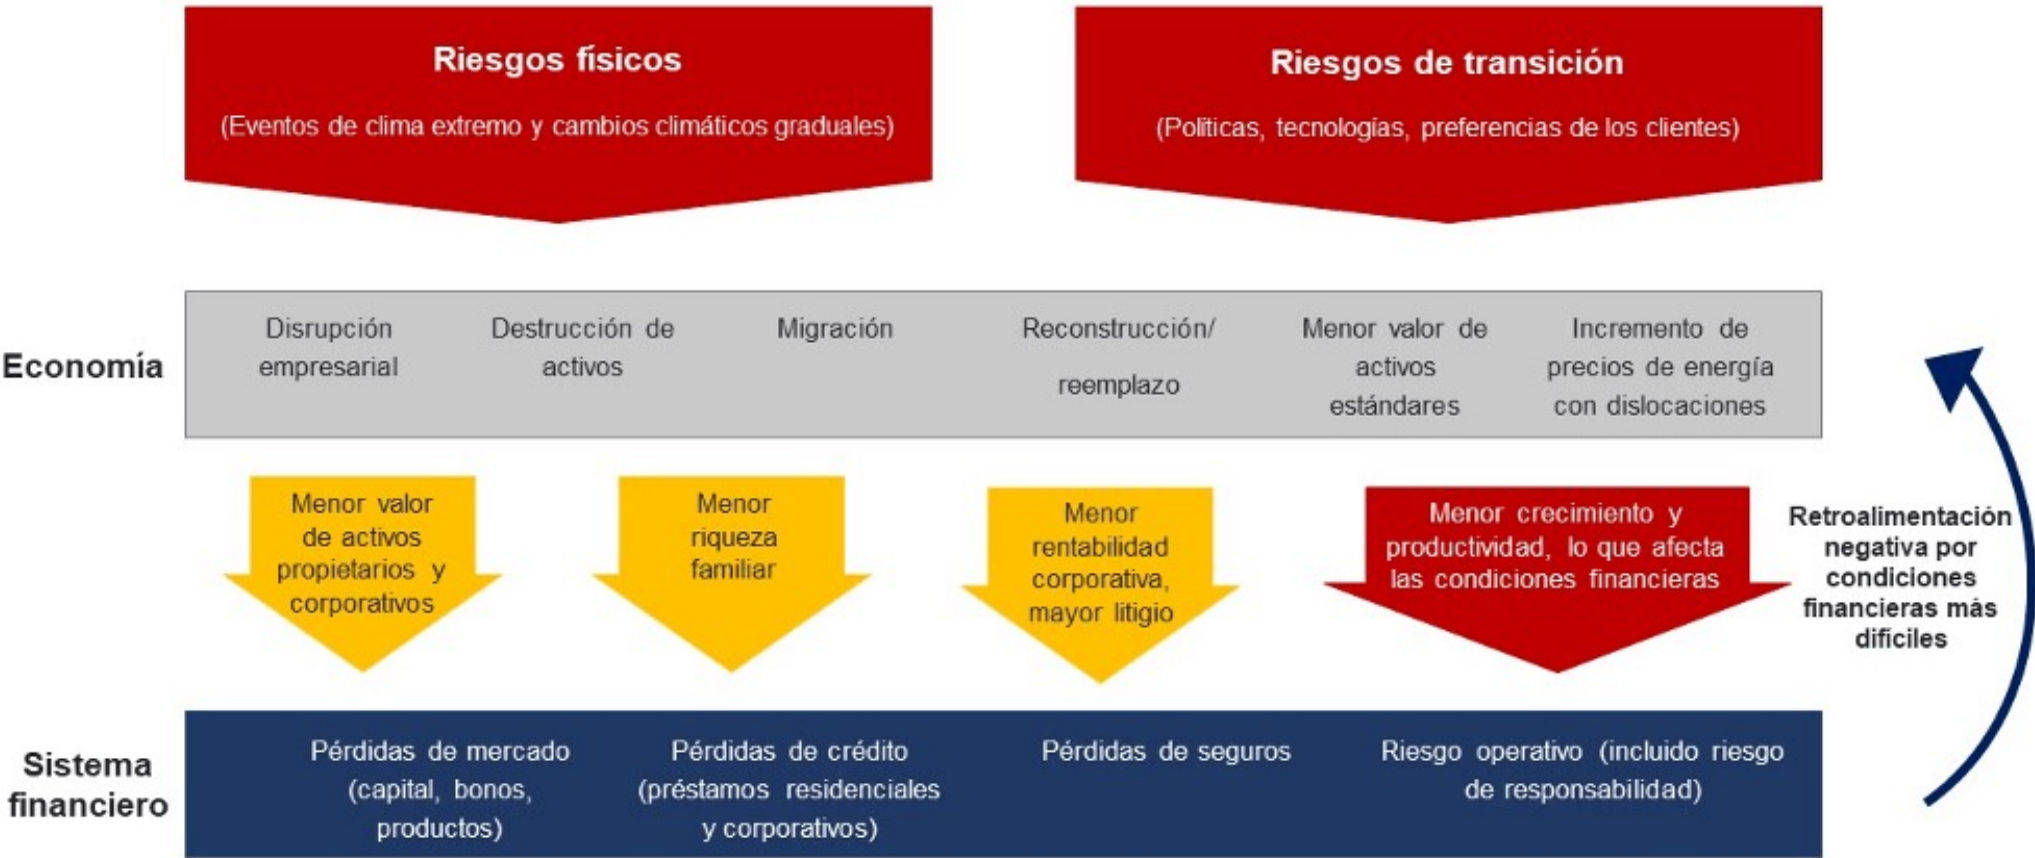 Riesgos físicos
(Eventos de clima extremo y cambios climáticos graduales)
Riesgos de transición
(Políticas, tecnologías, preferencias de los clientes)
Economía
Disrupción
empresarial
Destrucción de
activos
Migración
Reconstrucción/
reemplazo
Menor valor de
activos
estándares
Incremento de
precios de energía
con dislocaciones
Menor valor
de activos
propietarios y
corporativos
Menor
riqueza
familiar
Menor
rentabilidad
corporativa,
mayor litigio
Menor crecimiento y
productividad, lo que afecta
las condiciones financieras
Retroalimentación
negativa por
condiciones
financieras más
difíciles
Sistema
financiero
Pérdidas de mercado
(capital, bonos,
productos)
Pérdidas de crédito
(préstamos residenciales
y corporativos)
Pérdidas de seguros
Riesgo operativo (incluido riesgo
de responsabilidad)